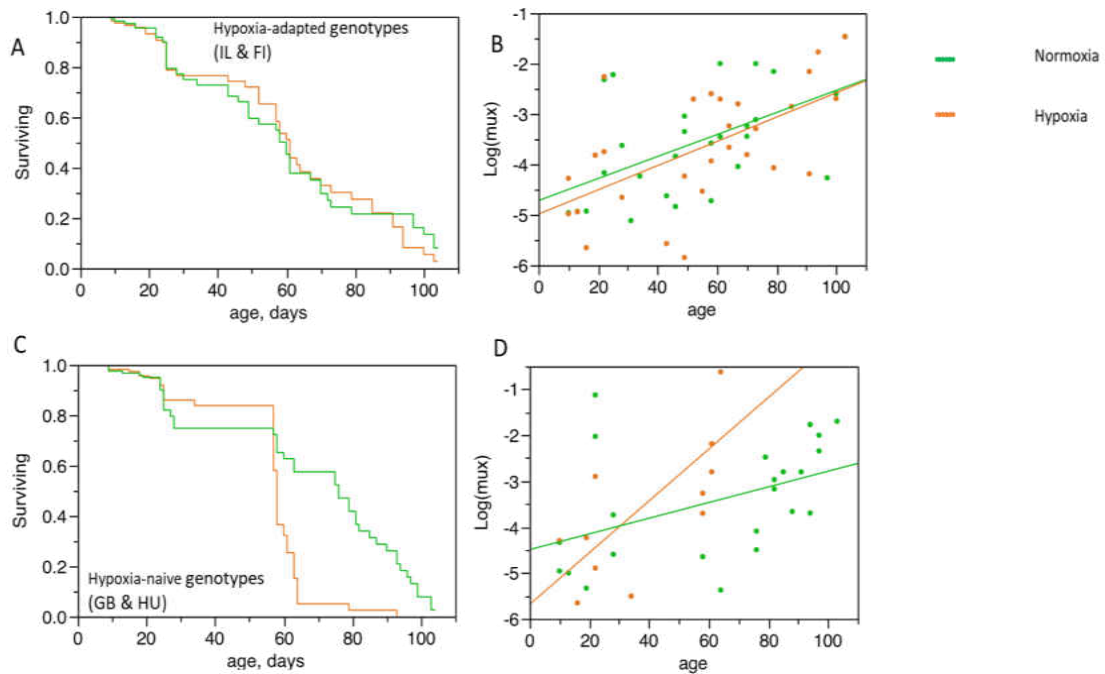 A
Hypoxia-adapted genotypes
(IL & FI)
Surviving
1.0
0.8
0.6
0.4
0.2
0.0
0 20 40 60 80 100
age, days
B
Log(mux)
-1
-2
-3
-4
-5
-6
0 20 40 60 80 100
age
Normoxia
Hypoxia
C
Hypoxia-naive genotypes
(GB & HU)
Surviving
1.0
0.8
0.6
0.4
0.2
0.0
0 20 40 60 80 100
age, days
D
Log(mux)
-1
-2
-3
-4
-5
-6
0 20 40 60 80 100
age